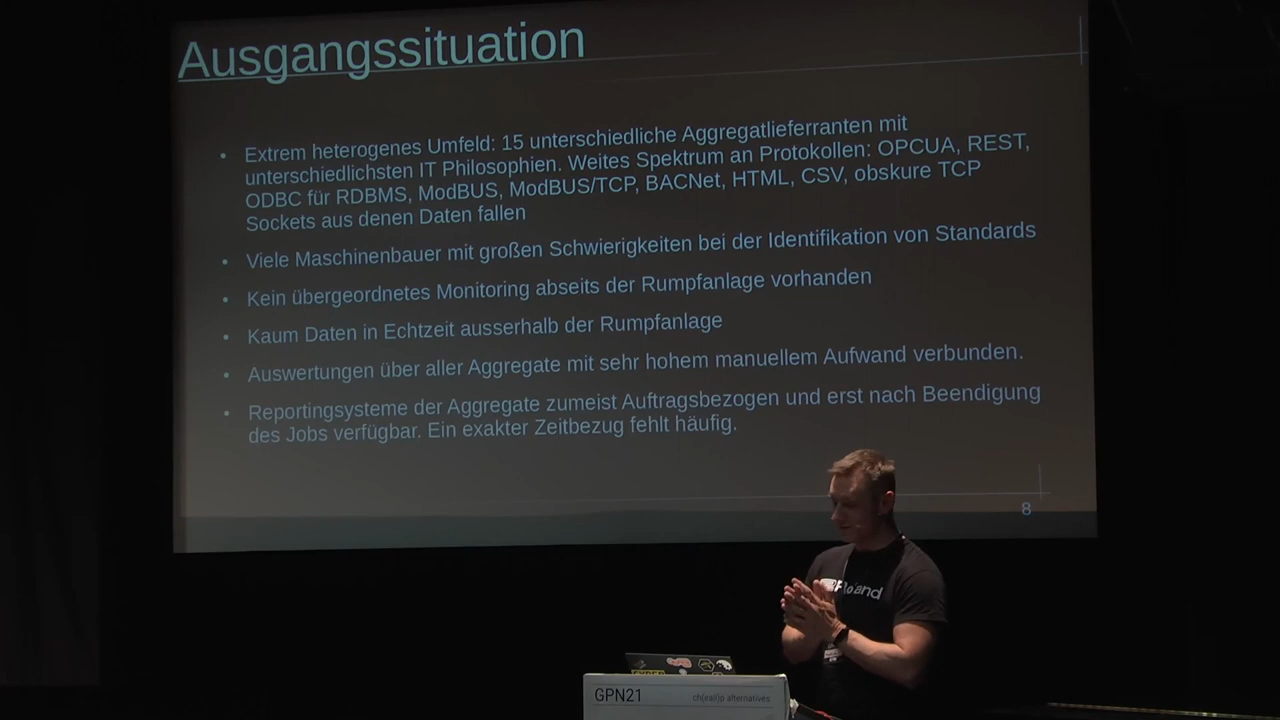 Ausgangssituation
• Extrem heterogenes Umfeld: 15 unterschiedliche Aggregatlieferranten mit
unterschiedlichsten IT Philosophien. Weites Spektrum an Protokollen: OPCUA, REST,
ODBC für RDBMS, ModBUS, ModBUS/TCP, BACNet, HTML, CSV, obskure TCP
Sockets aus denen Daten fallen
• Viele Maschinenbauer mit großen Schwierigkeiten bei der Identifikation von Standards
• Kein übergeordnetes Monitoring abseits der Rumpfanlage vorhanden
• Kaum Daten in Echtzeit ausserhalb der Rumpfanlage
• Auswertungen über aller Aggregate mit sehr hohem manuellem Aufwand verbunden.
• Reportingsysteme der Aggregate zumeist Auftragsbezogen und erst nach Beendigung
des Jobs verfügbar. Ein exakter Zeitbezug fehlt häufig.
8
Roland
GPN21
ch(ea)i)p alternatives